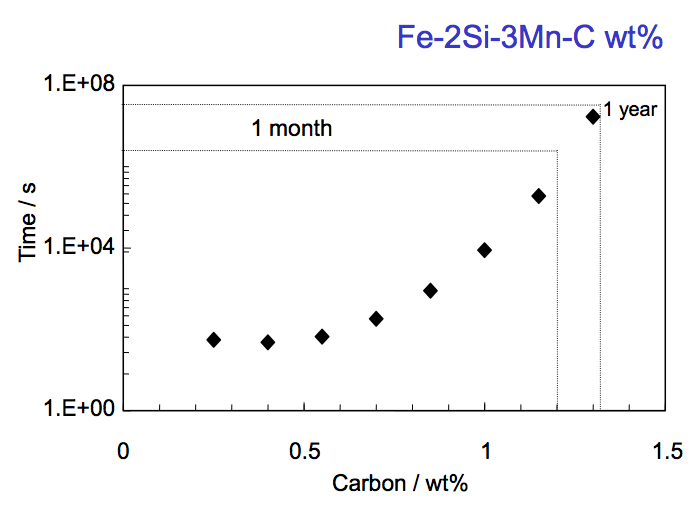 Fe-2Si-3Mn-C wt%
1.E+08
1 year
1 month
Time / s
1.E+04
1.E+00
0
0.5
1
1.5
Carbon / wt%